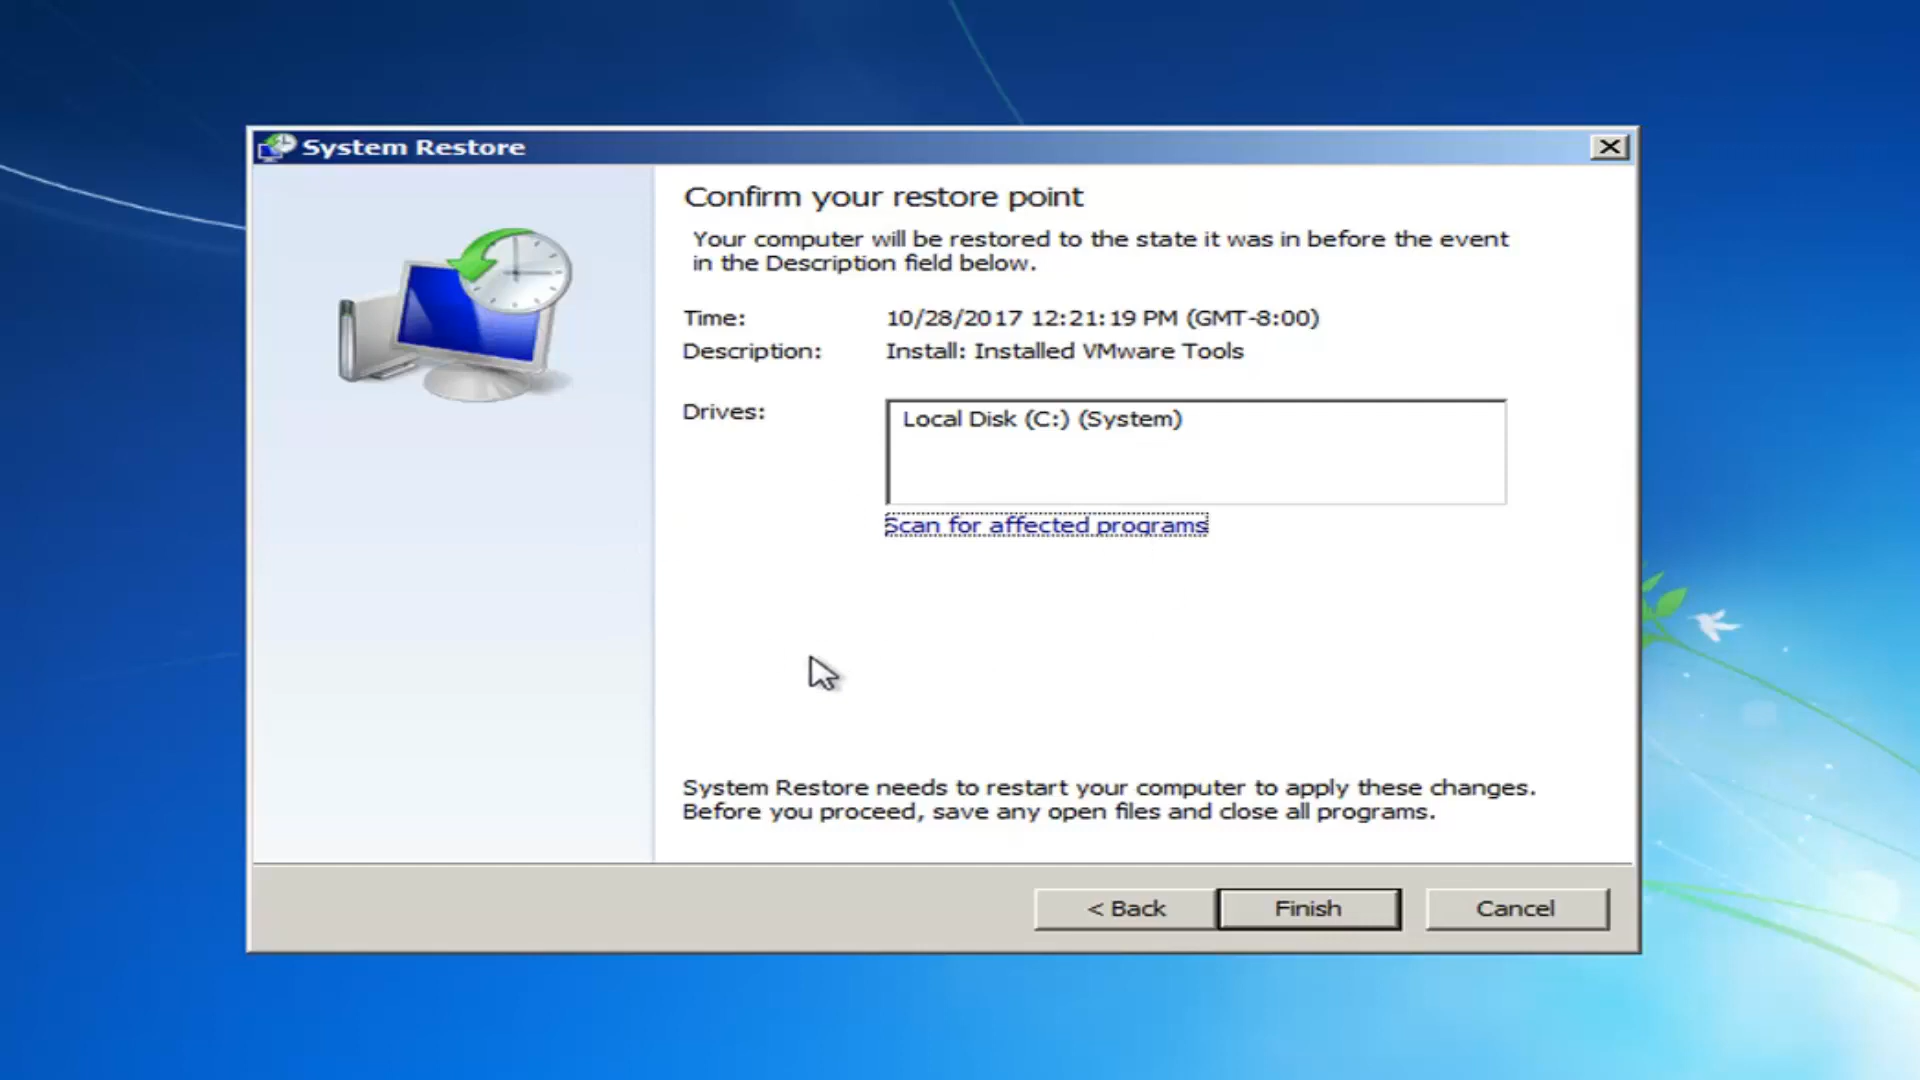 System Restore
Confirm your restore point
Your computer will be restored to the state it was in before the event
in the Description field below.
Time: 10/28/2017 12:21:19 PM (GMT-8:00)
Description: Install: Installed VMware Tools
Drives: Local Disk (C:) (System)
Scan for affected programs
System Restore needs to restart your computer to apply these changes.
Before you proceed, save any open files and close all programs.
< Back Finish Cancel